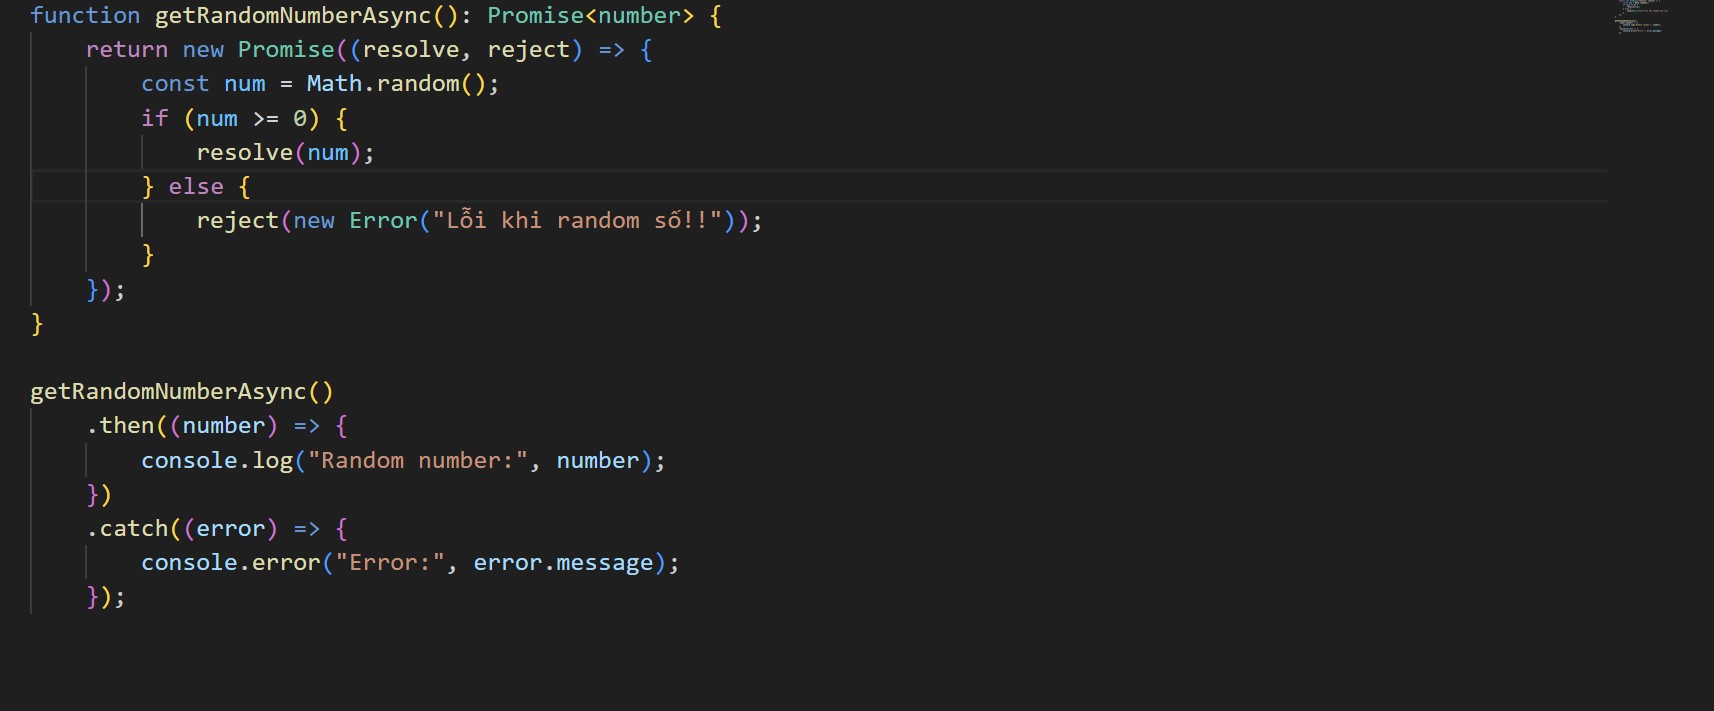 function getRandomNumberAsync(): Promise<number> {
    return new Promise((resolve, reject) => {
        const num = Math.random();
        if (num >= 0) {
            resolve(num);
        } else {
            reject(new Error("Lỗi khi random số!!"));
        }
    });
}

getRandomNumberAsync()
    .then((number) => {
        console.log("Random number:", number);
    })
    .catch((error) => {
        console.error("Error:", error.message);
    });